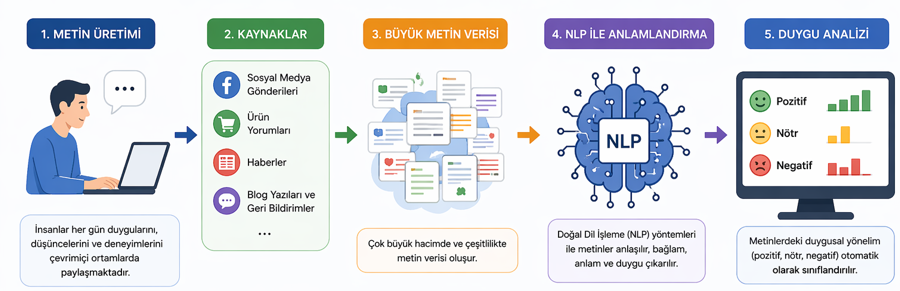 1. METİN ÜRETİMİ
İnsanlar her gün duygularını,
düşüncelerini ve deneyimlerini
çevrimiçi ortamlarda
paylaşmaktadır.
2. KAYNAKLAR
Sosyal Medya
Gönderileri
Ürün
Yorumları
Haberler
Blog Yazıları ve
Geri Bildirimler
...
3. BÜYÜK METİN VERİSİ
Çok büyük hacimde ve çeşitlilikte
metin verisi oluşur.
4. NLP İLE ANLAMLANDIRMA
NLP
Doğal Dil İşleme (NLP) yöntemleri
ile metinler anlaşılır, bağlam,
anlam ve duygu çıkarılır.
5. DUYGU ANALİZİ
Pozitif
Nötr
Negatif
Metinlerdeki duygusal yönelim
(pozitif, nötr, negatif) otomatik
olarak sınıflandırılır.